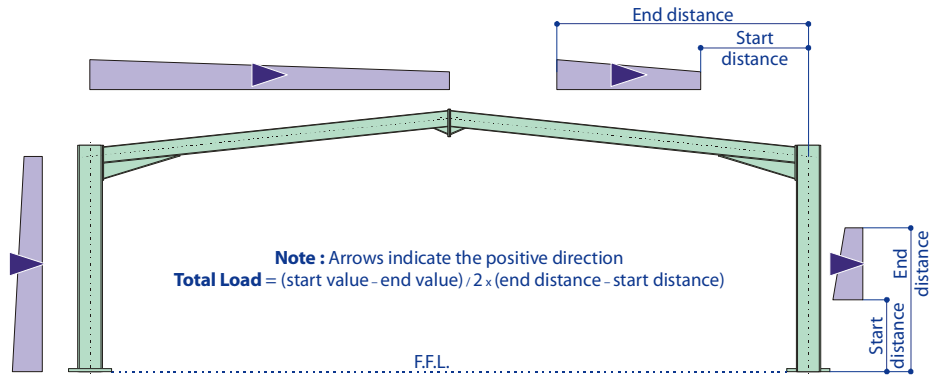 End distance
Start
distance
Note : Arrows indicate the positive direction
Total Load = (start value - end value) / 2 x (end distance - start distance)
End
distance
Start
distance
F.F.L.